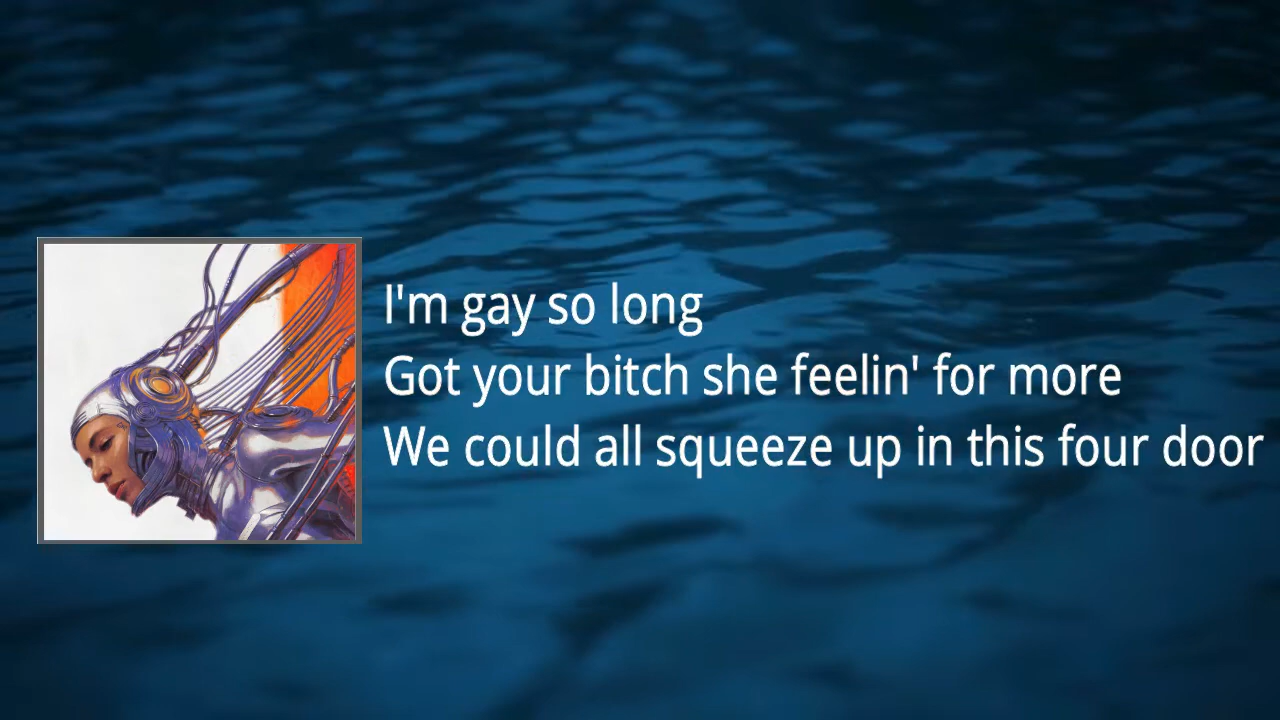 I'm gay so long
Got your bitch she feelin' for more
We could all squeeze up in this four door